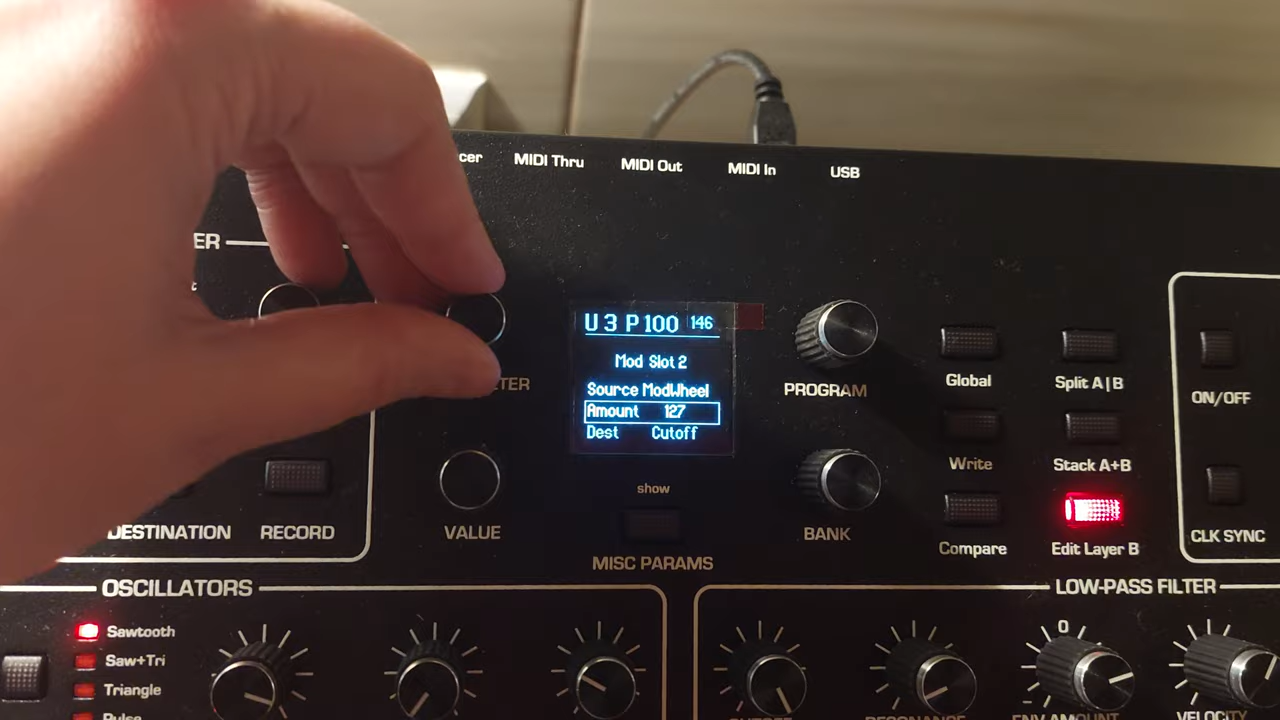 cer MIDI Thru MIDI Out MIDI In USB
ER
U 3 P 100 146
Mod Slot 2
Source ModWheel
Amount 127
Dest Cutoff
TER
PROGRAM
Global
Split A|B
ON/OFF
Write
Stack A+B
show
DESTINATION
RECORD
VALUE
BANK
Compare
Edit Layer B
CLK SYNC
MISC PARAMS
OSCILLATORS
LOW-PASS FILTER
0
Sawtooth
Saw+Tri
Triangle
Pulse
RESONANCE
ENV AMOUNT
VELOCITY